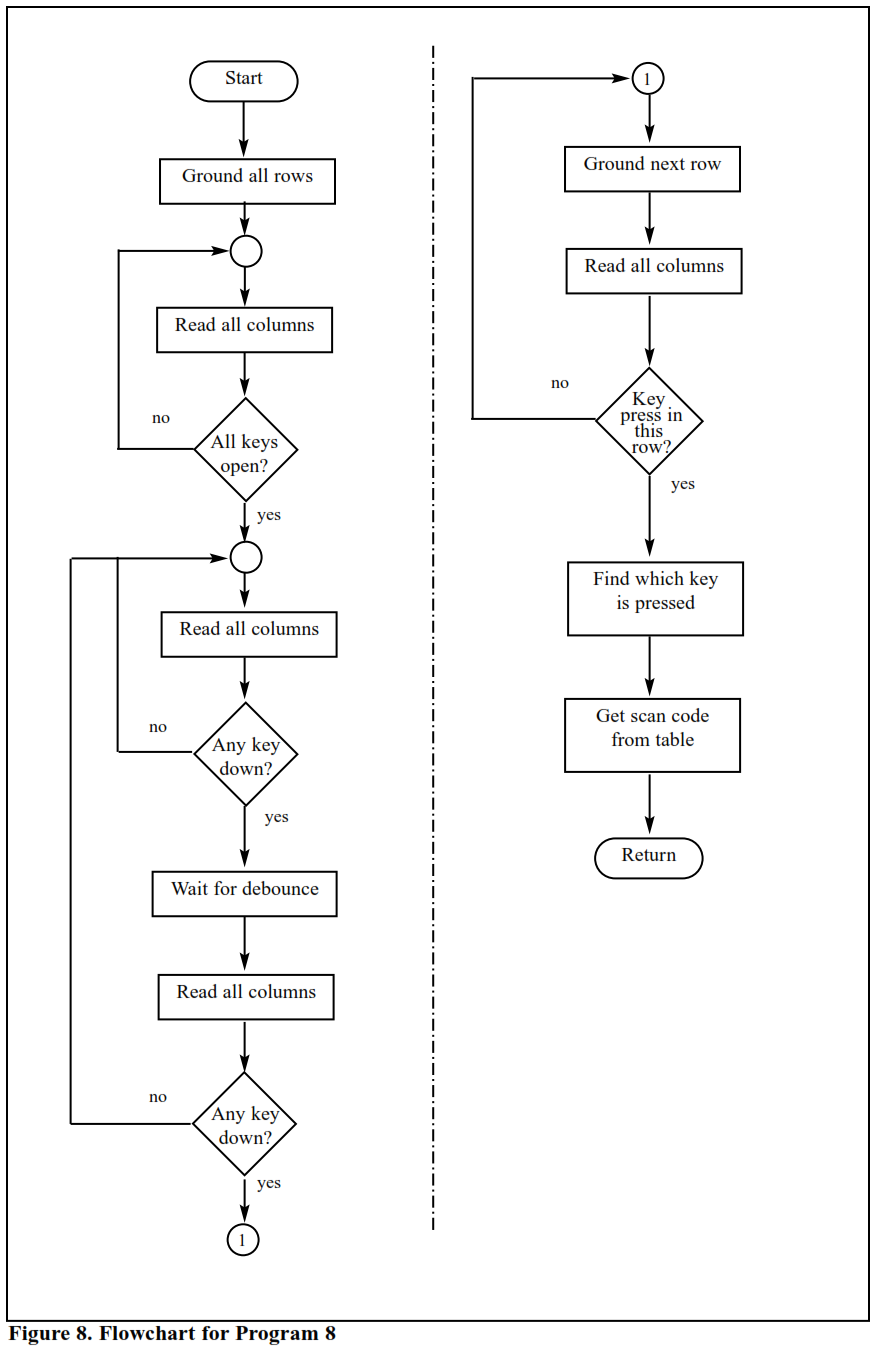 Start
Ground all rows
Read all columns
no
All keys
open?
yes
Read all columns
no
Any key
down?
yes
Wait for debounce
Read all columns
no
Any key
down?
yes
1
1
Ground next row
Read all columns
no
Key
press in
this
row?
yes
Find which key
is pressed
Get scan code
from table
Return
Figure 8. Flowchart for Program 8